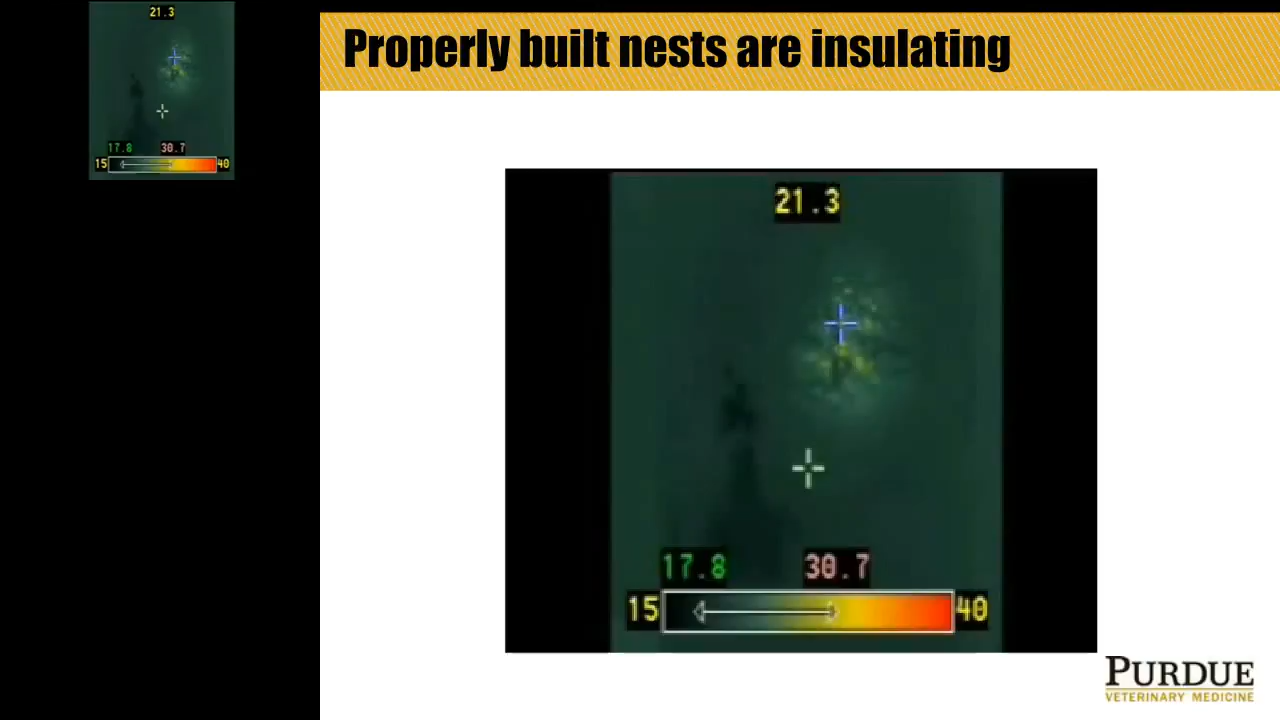 21.3
17.8 30.7
15 40
Properly built nests are insulating
21.3
17.8 30.7
15 40
PURDUE
VETERINARY MEDICINE